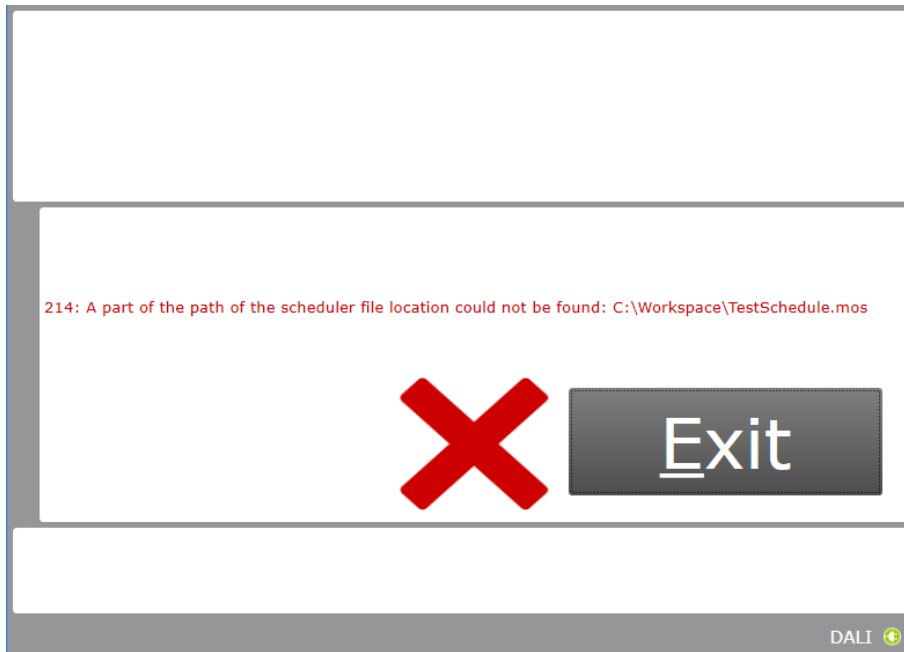 214: A part of the path of the scheduler file location could not be found: C:\Workspace\TestSchedule.mos
Exit
DALI